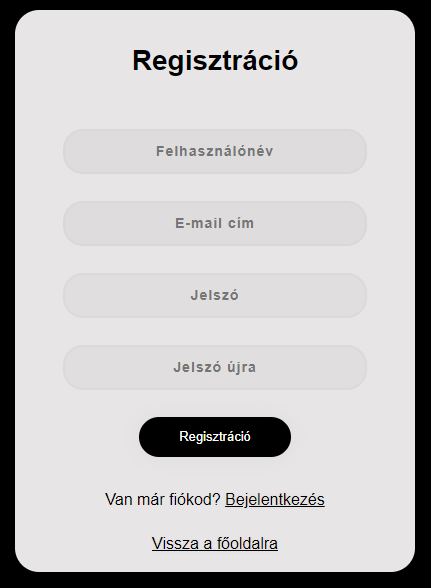 Regisztráció
Felhasználónév
E-mail cím
Jelszó
Jelszó újra
Regisztráció
Van már fiókod? Bejelentkezés
Vissza a főoldalra